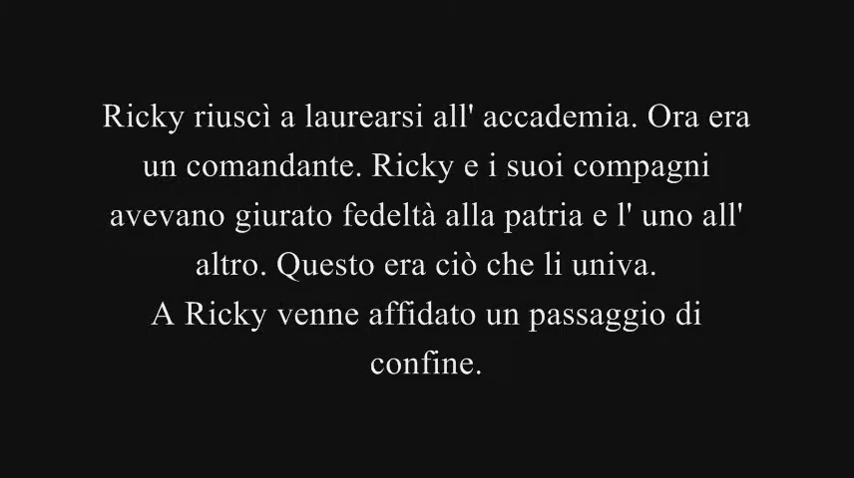 Ricky riuscì a laurearsi all' accademia. Ora era
un comandante. Ricky e i suoi compagni
avevano giurato fedeltà alla patria e l' uno all'
altro. Questo era ciò che li univa.
A Ricky venne affidato un passaggio di
confine.